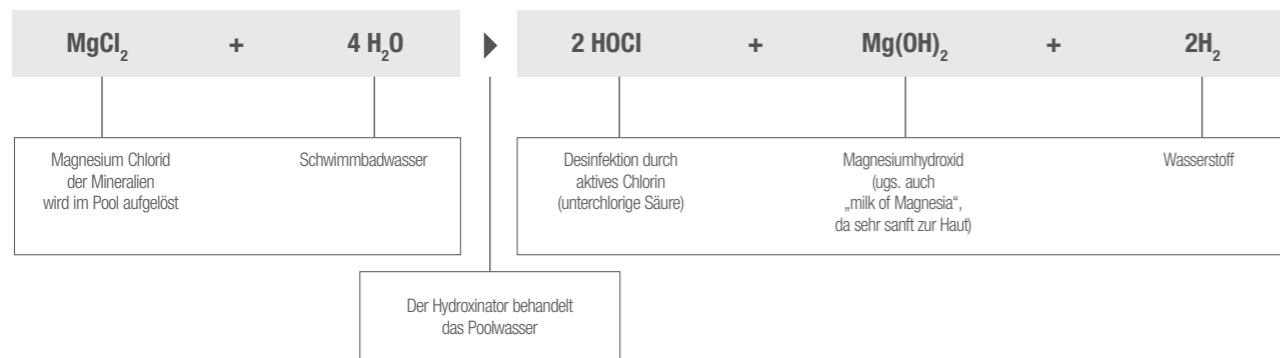 MgCl₂ + 4 H₂O ▶ 2 HOCl + Mg(OH)₂ + 2H₂
Magnesium Chlorid
der Mineralien
wird im Pool aufgelöst
Schwimmbadwasser
Desinfektion durch
aktives Chlorin
(unterchlorige Säure)
Magnesiumhydroxid
(ugs. auch
„milk of Magnesia“,
da sehr sanft zur Haut)
Wasserstoff
Der Hydroxinator behandelt
das Poolwasser